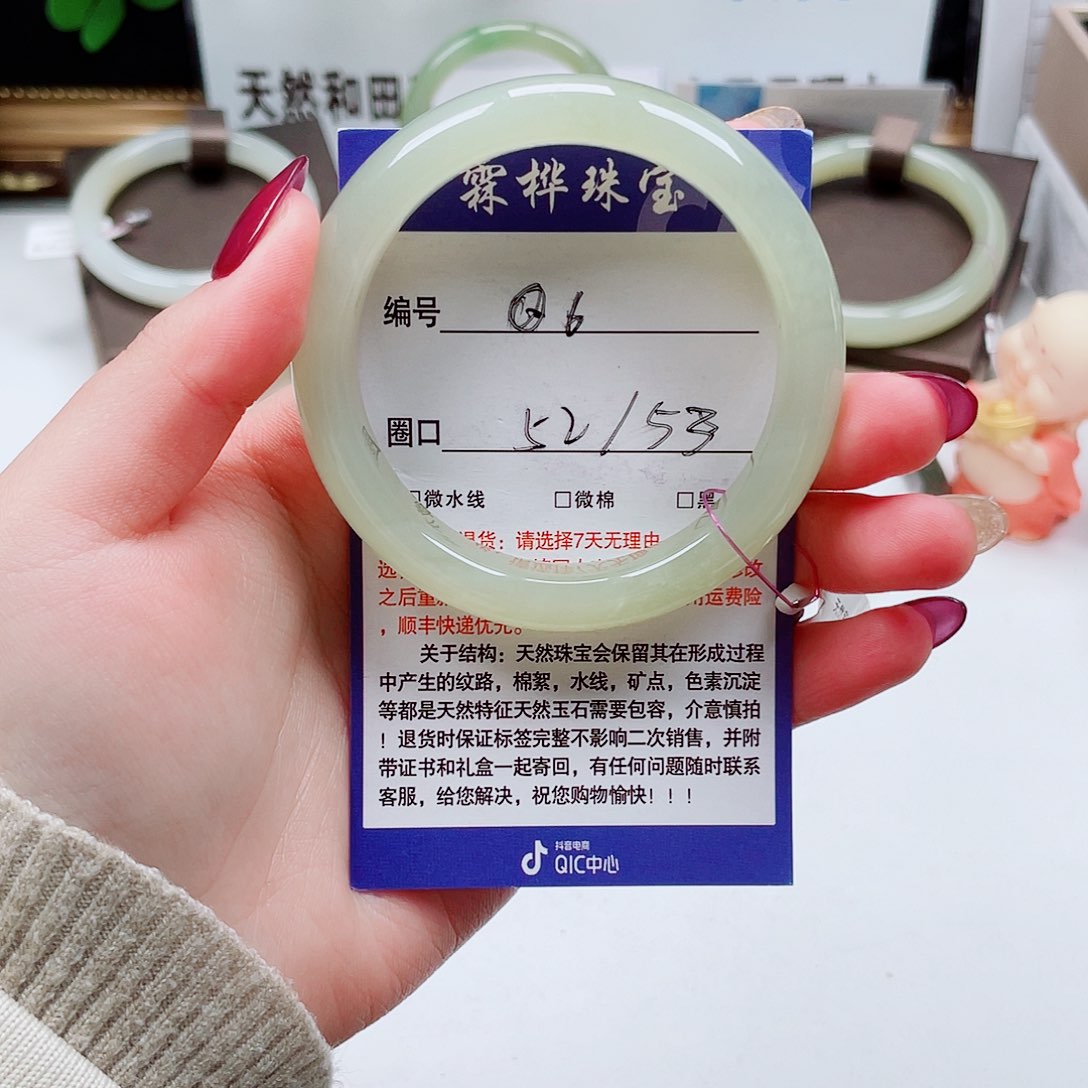 天然和田
霖桦珠宝
编号 Q6
圈口 52/53
□微水线 □微棉 □黑
退货：请选择7天无理由
之后重 用运费险
，顺丰快递优先。
关于结构：天然珠宝会保留其在形成过程
中产生的纹路，棉絮，水线，矿点，色素沉淀
等都是天然特征天然玉石需要包容，介意慎拍
！退货时保证标签完整不影响二次销售，并附
带证书和礼盒一起寄回，有任何问题随时联系
客服，给您解决，祝您购物愉快！！！
抖音电商
QIC中心